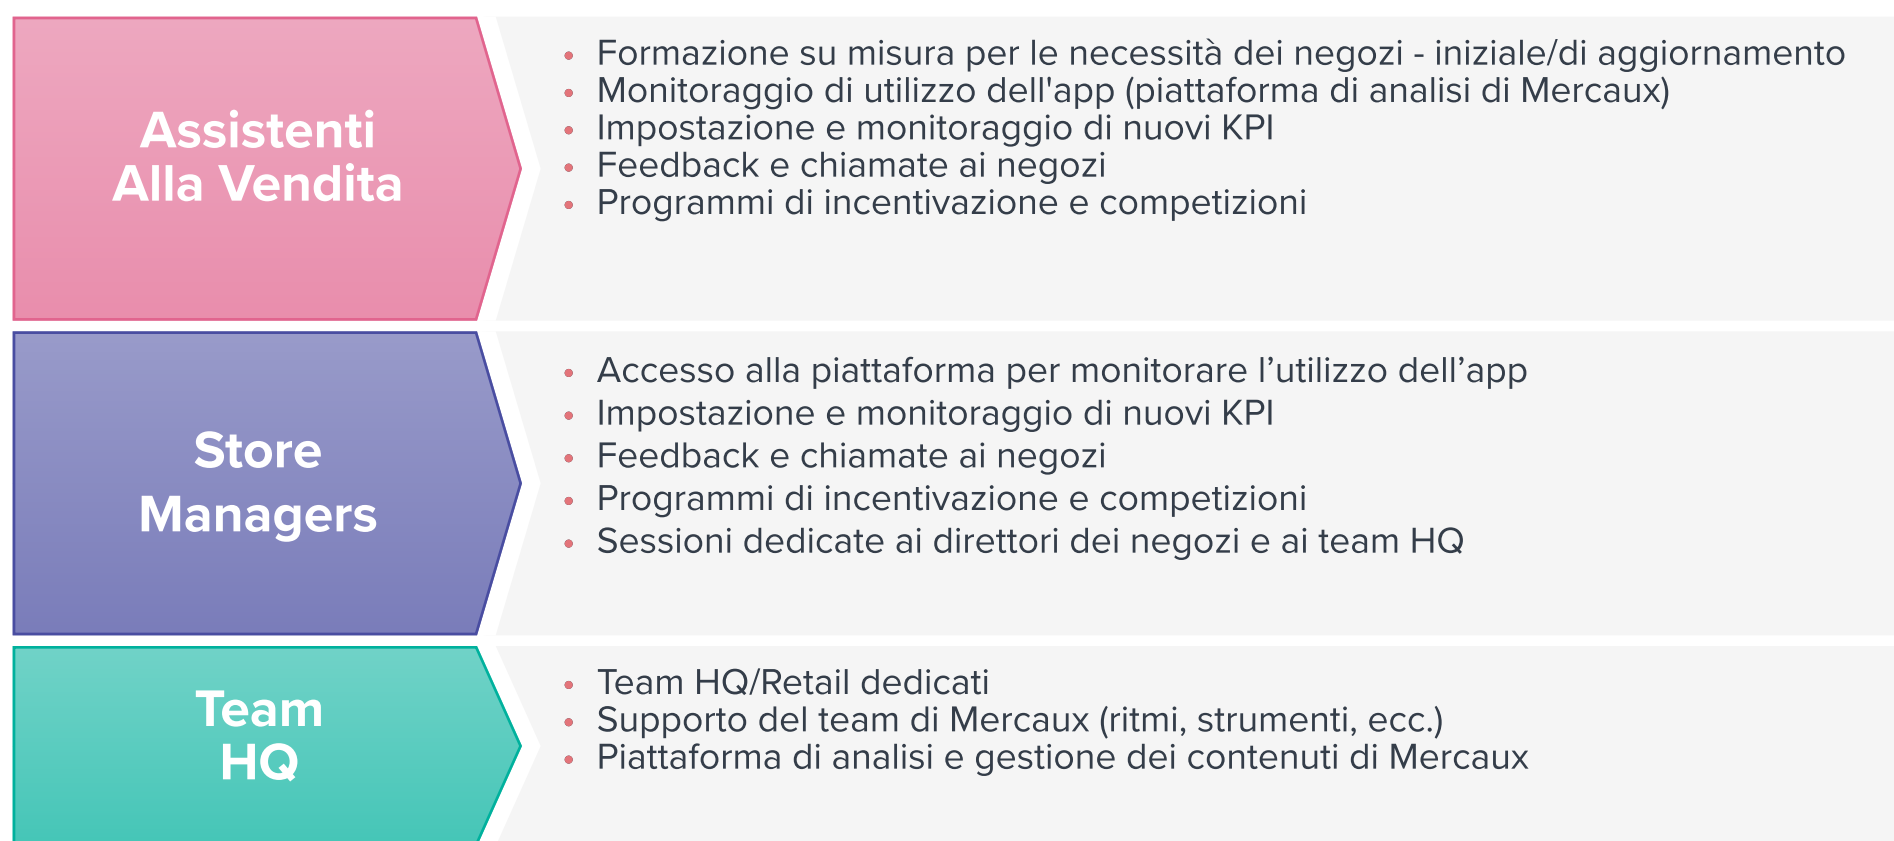 Assistenti
Alla Vendita
• Formazione su misura per le necessità dei negozi - iniziale/di aggiornamento
• Monitoraggio di utilizzo dell'app (piattaforma di analisi di Mercaux)
• Impostazione e monitoraggio di nuovi KPI
• Feedback e chiamate ai negozi
• Programmi di incentivazione e competizioni
Store
Managers
• Accesso alla piattaforma per monitorare l’utilizzo dell’app
• Impostazione e monitoraggio di nuovi KPI
• Feedback e chiamate ai negozi
• Programmi di incentivazione e competizioni
• Sessioni dedicate ai direttori dei negozi e ai team HQ
Team
HQ
• Team HQ/Retail dedicati
• Supporto del team di Mercaux (ritmi, strumenti, ecc.)
• Piattaforma di analisi e gestione dei contenuti di Mercaux